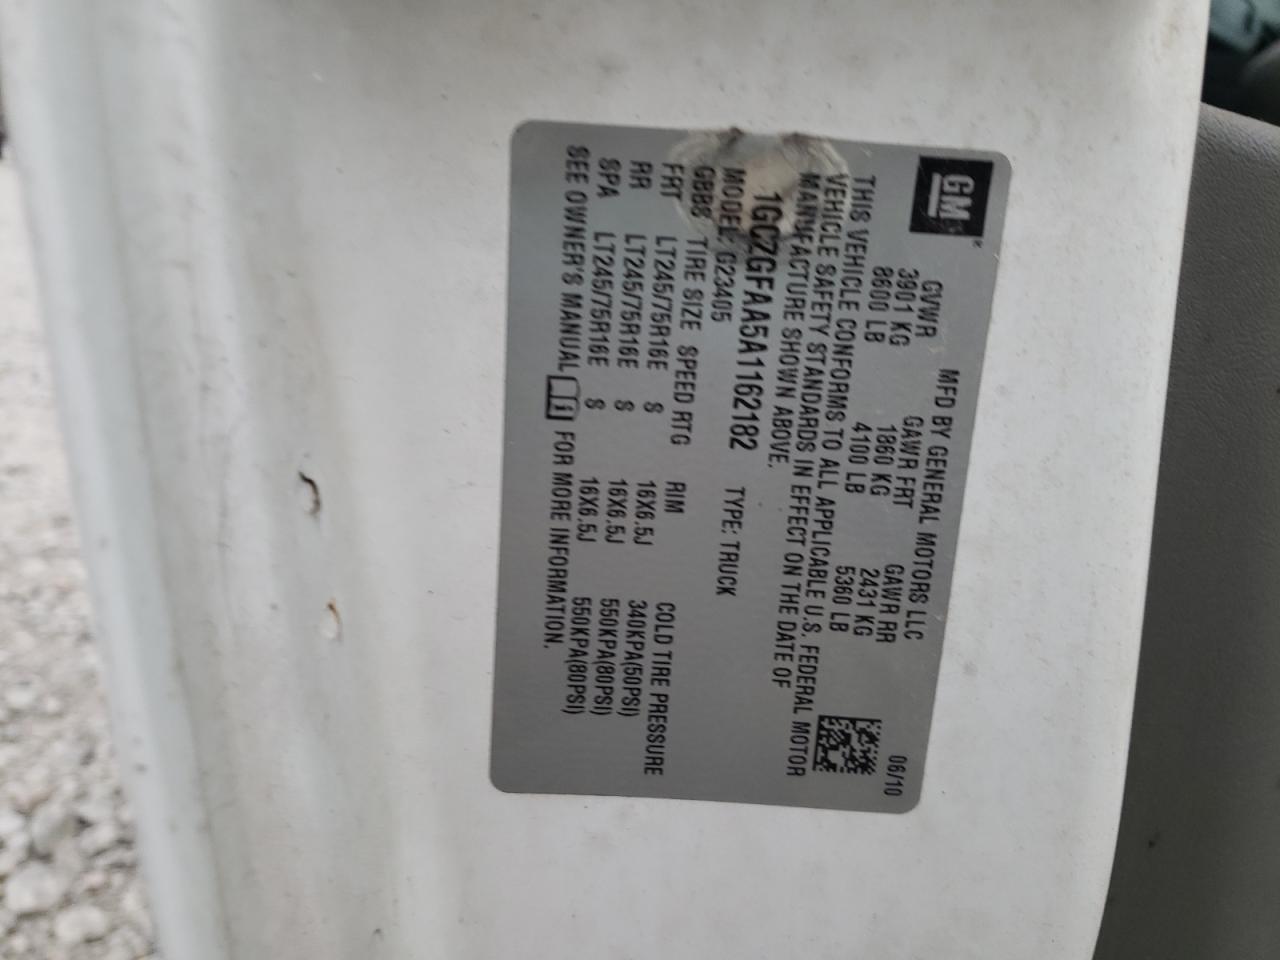 GM
MFD BY GENERAL MOTORS LLC 06/10
GVWR GAWR FRT GAWR RR
3901 KG 1860 KG 2431 KG
8600 LB 4100 LB 5360 LB
THIS VEHICLE CONFORMS TO ALL APPLICABLE U.S. FEDERAL MOTOR
VEHICLE SAFETY STANDARDS IN EFFECT ON THE DATE OF
MANUFACTURE SHOWN ABOVE.
1GCZGFAA5A1162182 TYPE: TRUCK
MODEL: G23405
GBBS TIRE SIZE SPEED RTG RIM COLD TIRE PRESSURE
FRT LT245/75R16E S 16X6.5J 340KPA(50PSI)
RR LT245/75R16E S 16X6.5J 550KPA(80PSI)
SPA LT245/75R16E S 16X6.5J 550KPA(80PSI)
SEE OWNER'S MANUAL FOR MORE INFORMATION.